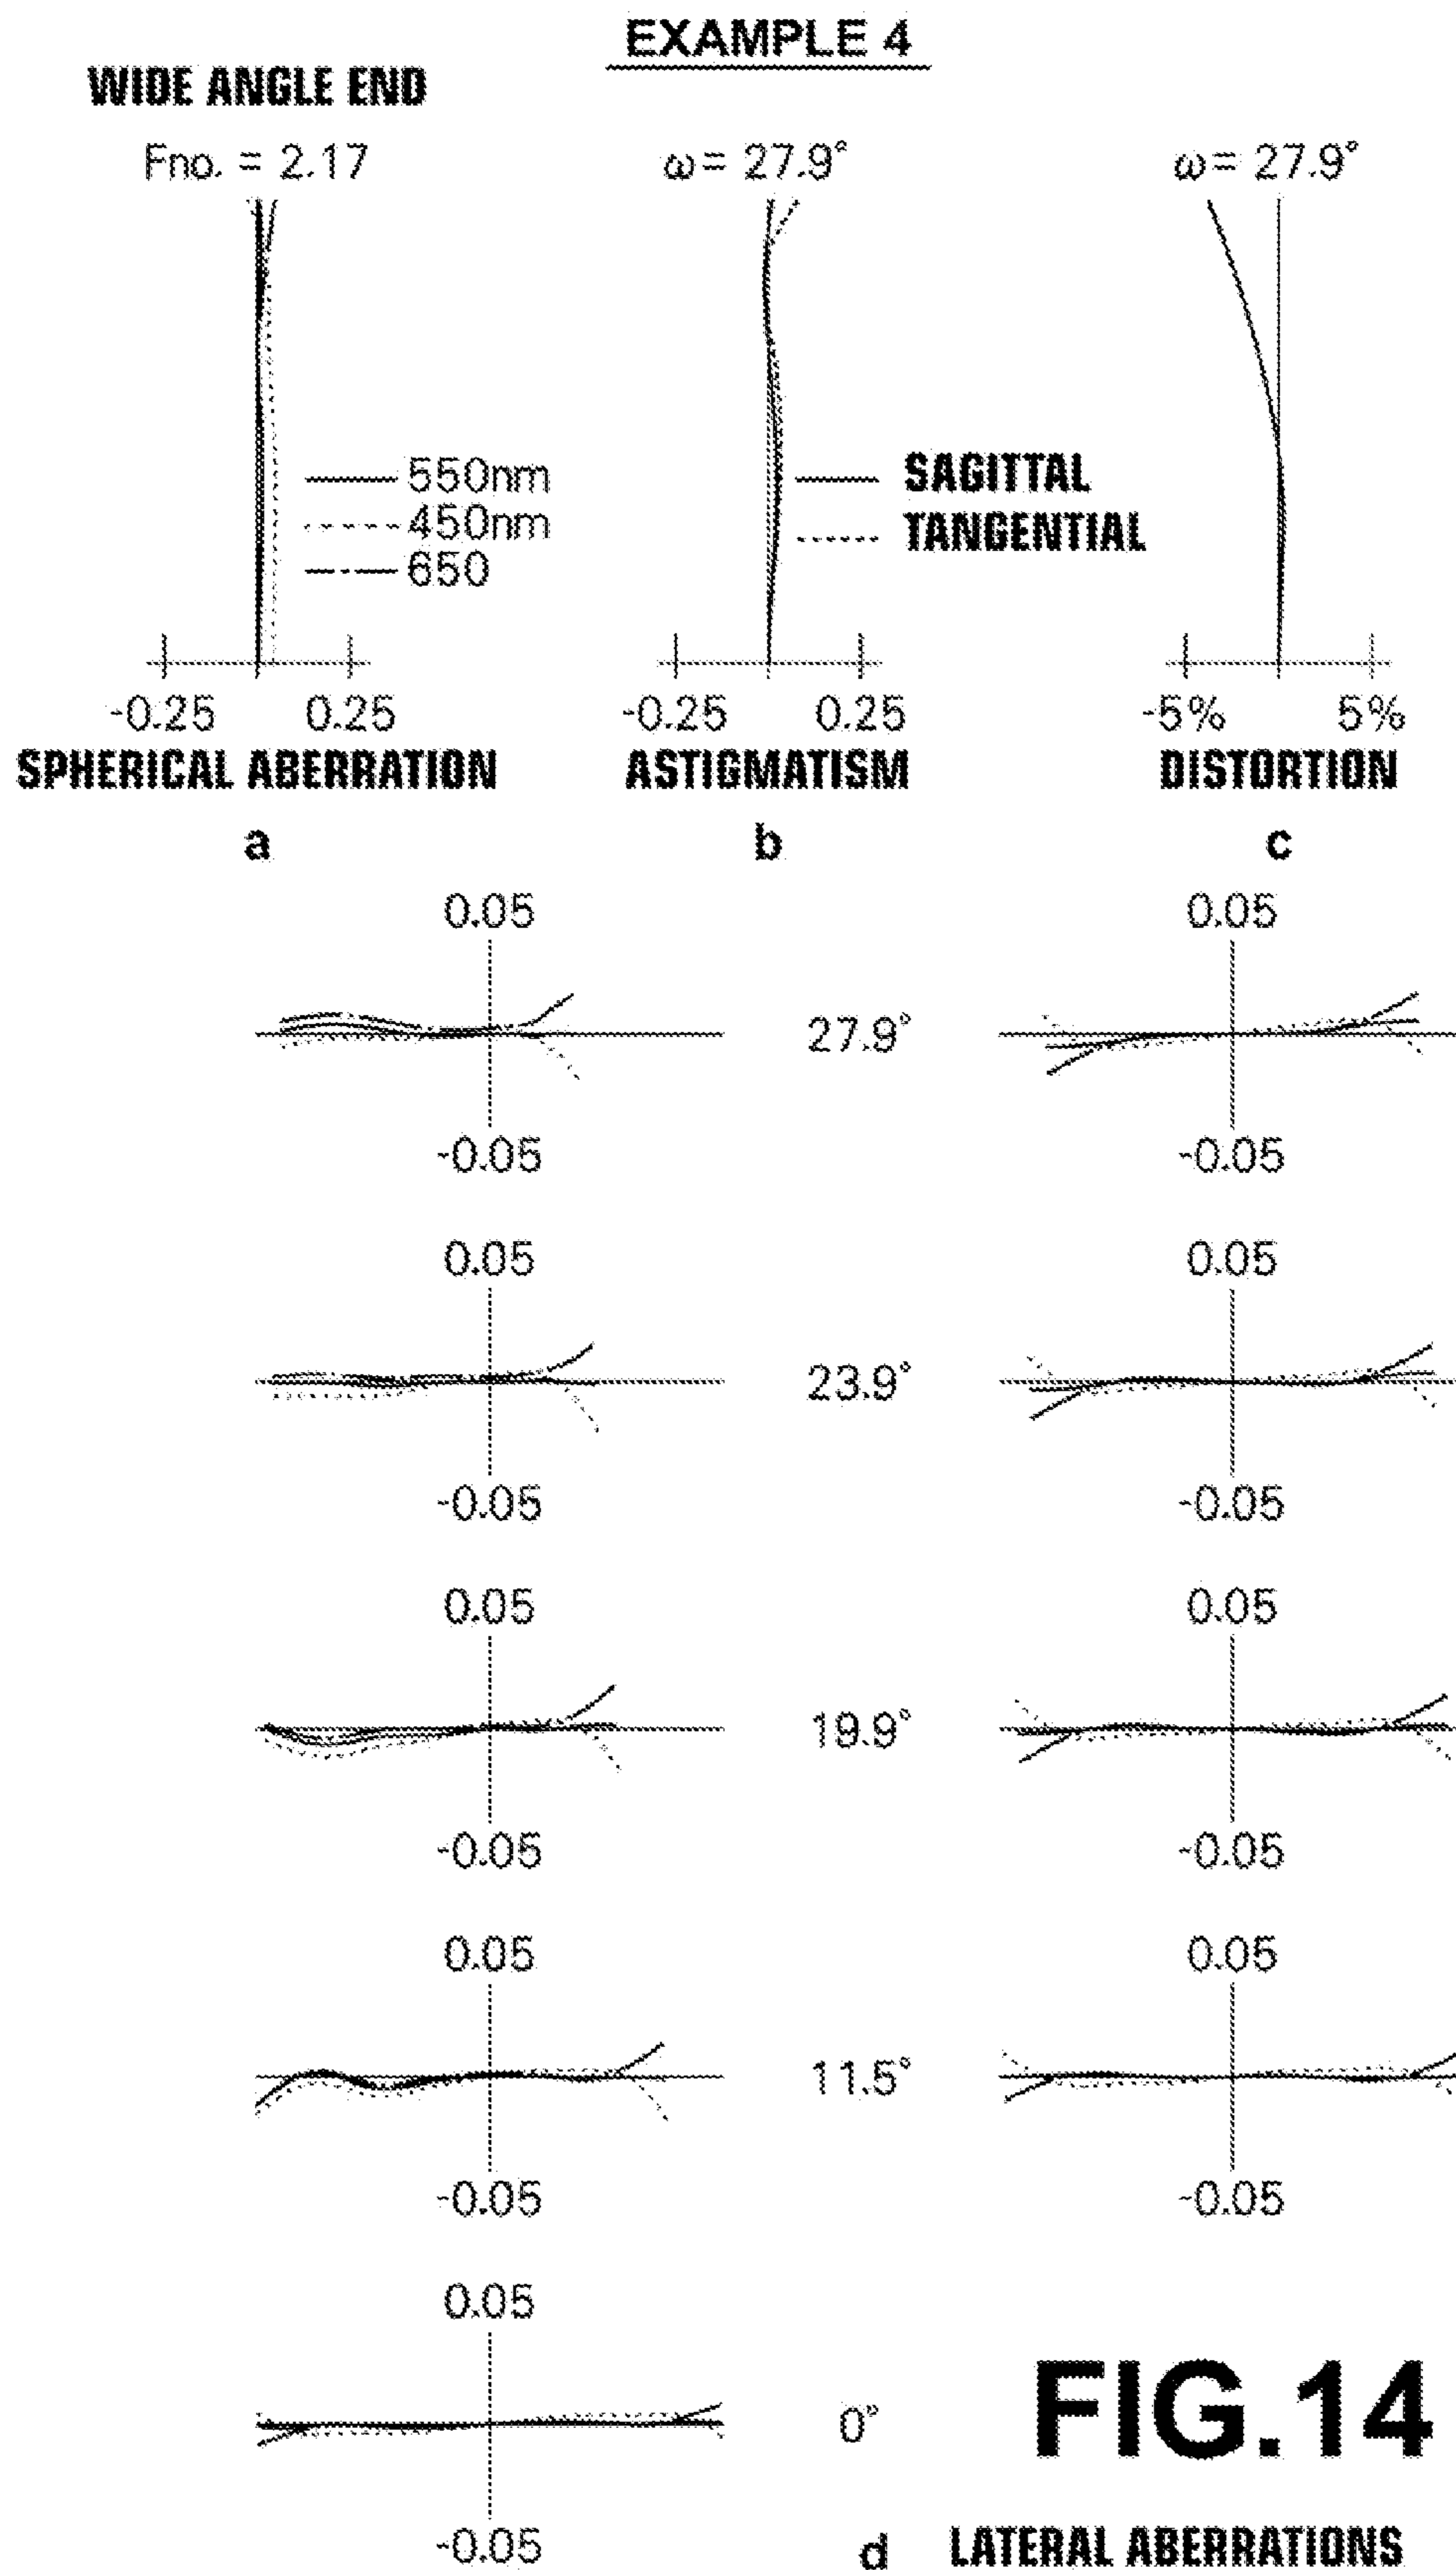 EXAMPLE 4
WIDE ANGLE END
Fno. = 2.17
ω= 27.9°
ω= 27.9°
550nm
450nm
650
SAGITTAL
TANGENTIAL
-0.25 0.25
-0.25 0.25
-5% 5%
SPHERICAL ABERRATION
ASTIGMATISM
DISTORTION
a
b
c
0.05 0.05
27.9°
-0.05 -0.05
0.05 0.05
23.9°
-0.05 -0.05
0.05 0.05
19.9°
-0.05 -0.05
0.05 0.05
11.5°
-0.05 -0.05
0.05
0°
-0.05
FIG.14
d LATERAL ABERRATIONS